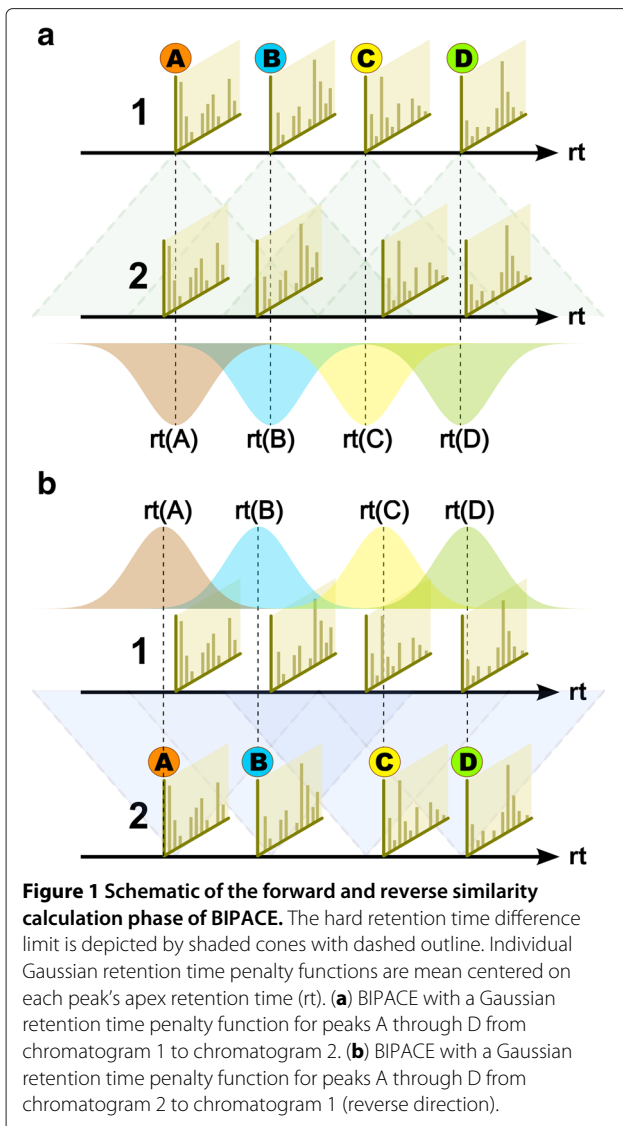 a
A B C D
1
rt
2
rt
rt(A) rt(B) rt(C) rt(D)
b
rt(A) rt(B) rt(C) rt(D)
1
rt
A B C D
2
rt
Figure 1 Schematic of the forward and reverse similarity
calculation phase of BIPACE. The hard retention time difference
limit is depicted by shaded cones with dashed outline. Individual
Gaussian retention time penalty functions are mean centered on
each peak's apex retention time (rt). (a) BIPACE with a Gaussian
retention time penalty function for peaks A through D from
chromatogram 1 to chromatogram 2. (b) BIPACE with a Gaussian
retention time penalty function for peaks A through D from
chromatogram 2 to chromatogram 1 (reverse direction).